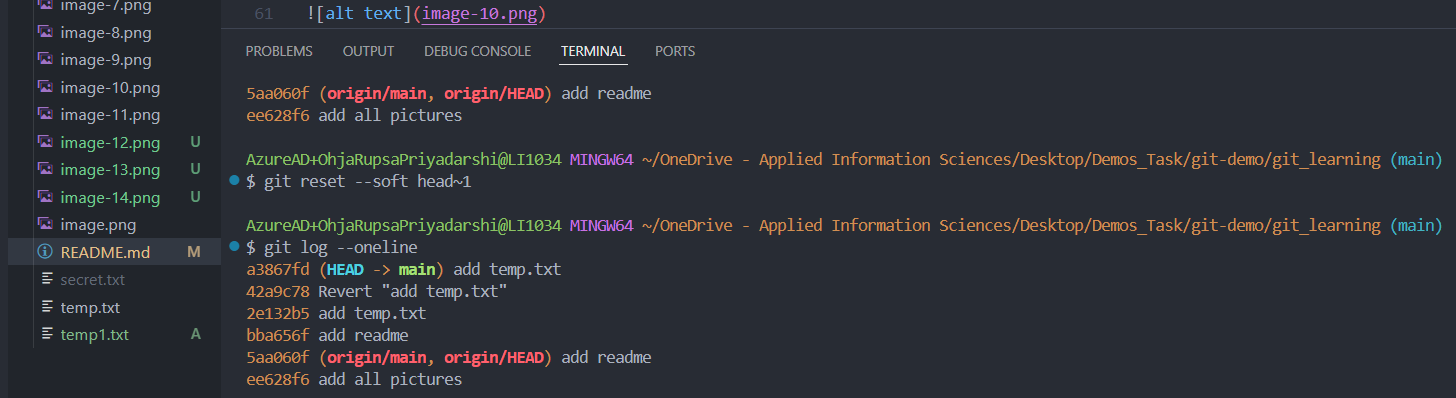 image-7.png
image-8.png
image-9.png
image-10.png
image-11.png
image-12.png U
image-13.png U
image-14.png U
image.png
README.md M
secret.txt
temp.txt
temp1.txt A
61 ![alt text](image-10.png)
PROBLEMS OUTPUT DEBUG CONSOLE TERMINAL PORTS
5aa060f (origin/main, origin/HEAD) add readme
ee628f6 add all pictures
AzureAD+OhjaRupsaPriyadarshi@LI1034 MINGW64 ~/OneDrive - Applied Information Sciences/Desktop/Demos_Task/git-demo/git_learning (main)
$ git reset --soft head~1
AzureAD+OhjaRupsaPriyadarshi@LI1034 MINGW64 ~/OneDrive - Applied Information Sciences/Desktop/Demos_Task/git-demo/git_learning (main)
$ git log --oneline
a3867fd (HEAD -> main) add temp.txt
42a9c78 Revert "add temp.txt"
2e132b5 add temp.txt
bba656f add readme
5aa060f (origin/main, origin/HEAD) add readme
ee628f6 add all pictures